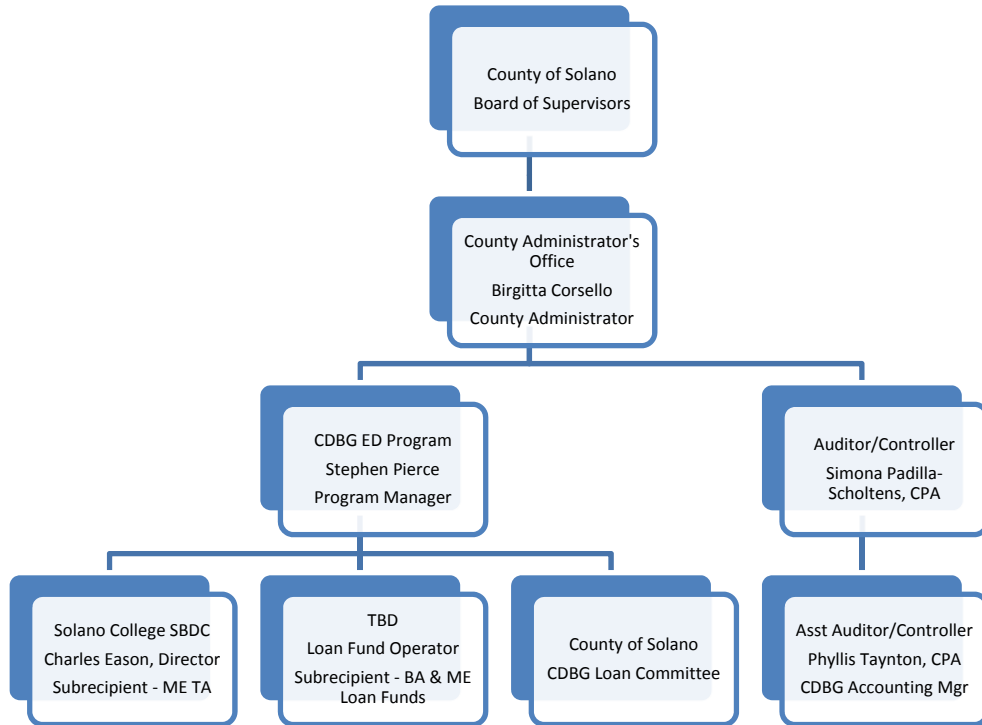 County of Solano
Board of Supervisors
County Administrator's
Office
Birgitta Corsello
County Administrator
CDBG ED Program
Stephen Pierce
Program Manager
Auditor/Controller
Simona Padilla-
Scholtens, CPA
Solano College SBDC
Charles Eason, Director
Subrecipient - ME TA
TBD
Loan Fund Operator
Subrecipient - BA & ME
Loan Funds
County of Solano
CDBG Loan Committee
Asst Auditor/Controller
Phyllis Taynton, CPA
CDBG Accounting Mgr